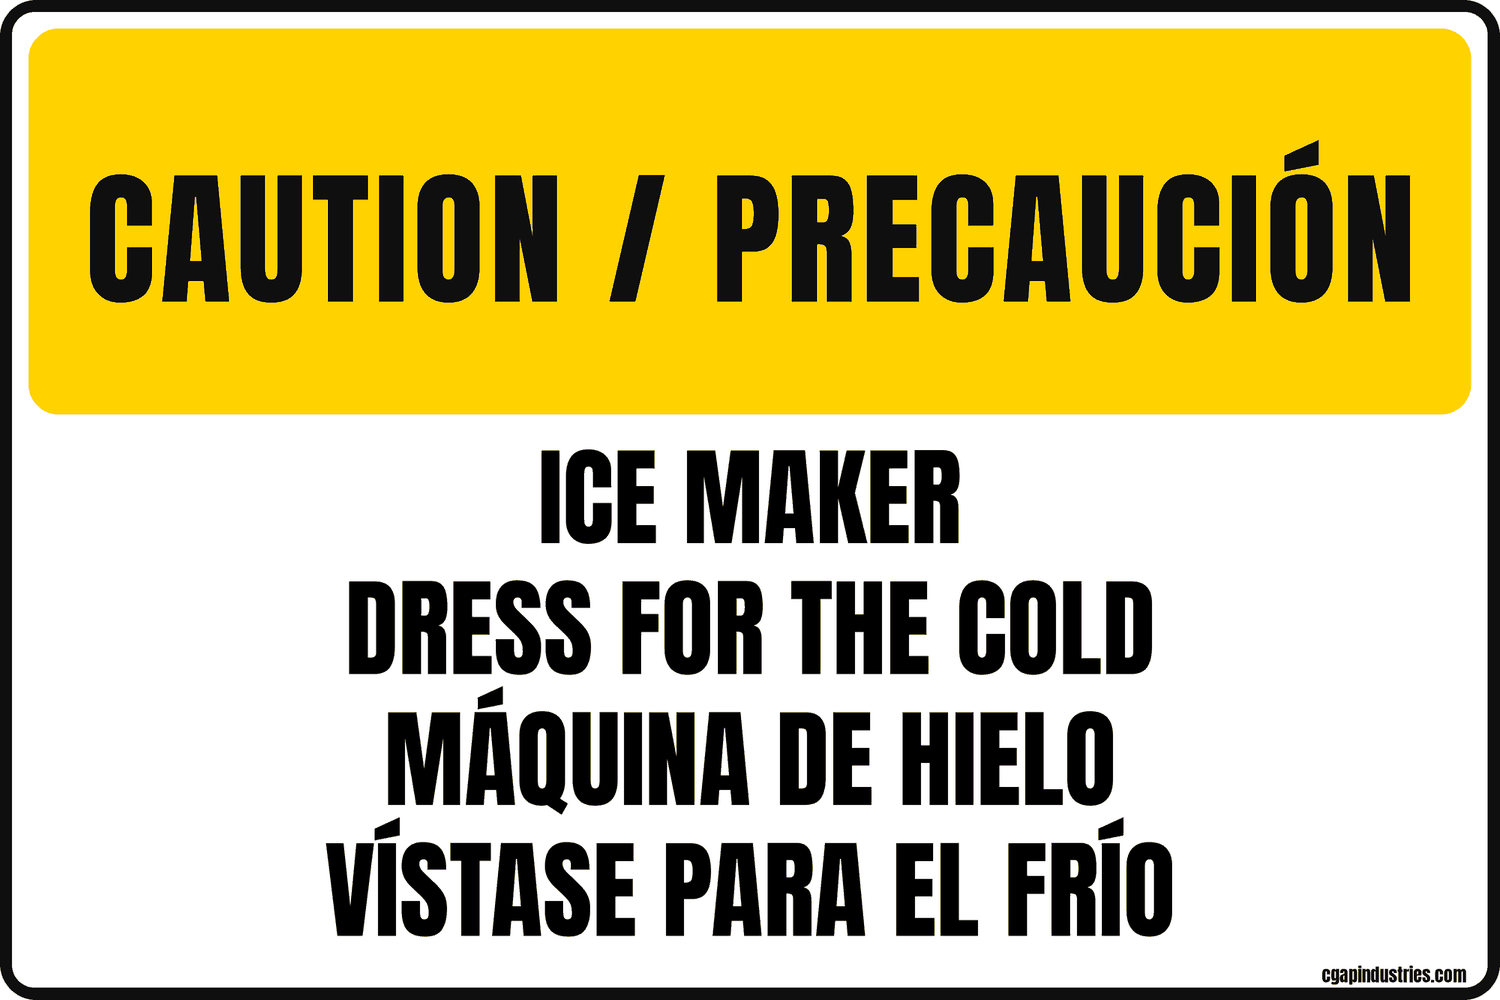 CAUTION / PRECAUCIÓN
ICE MAKER
DRESS FOR THE COLD
MÁQUINA DE HIELO
VÍSTASE PARA EL FRÍO
cgapindustries.com